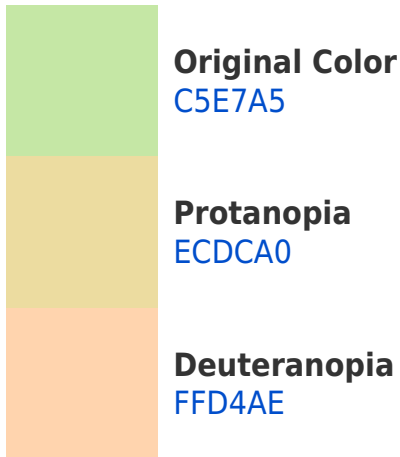 Original Color
C5E7A5
Protanopia
ECDCA0
Deuteranopia
FFD4AE